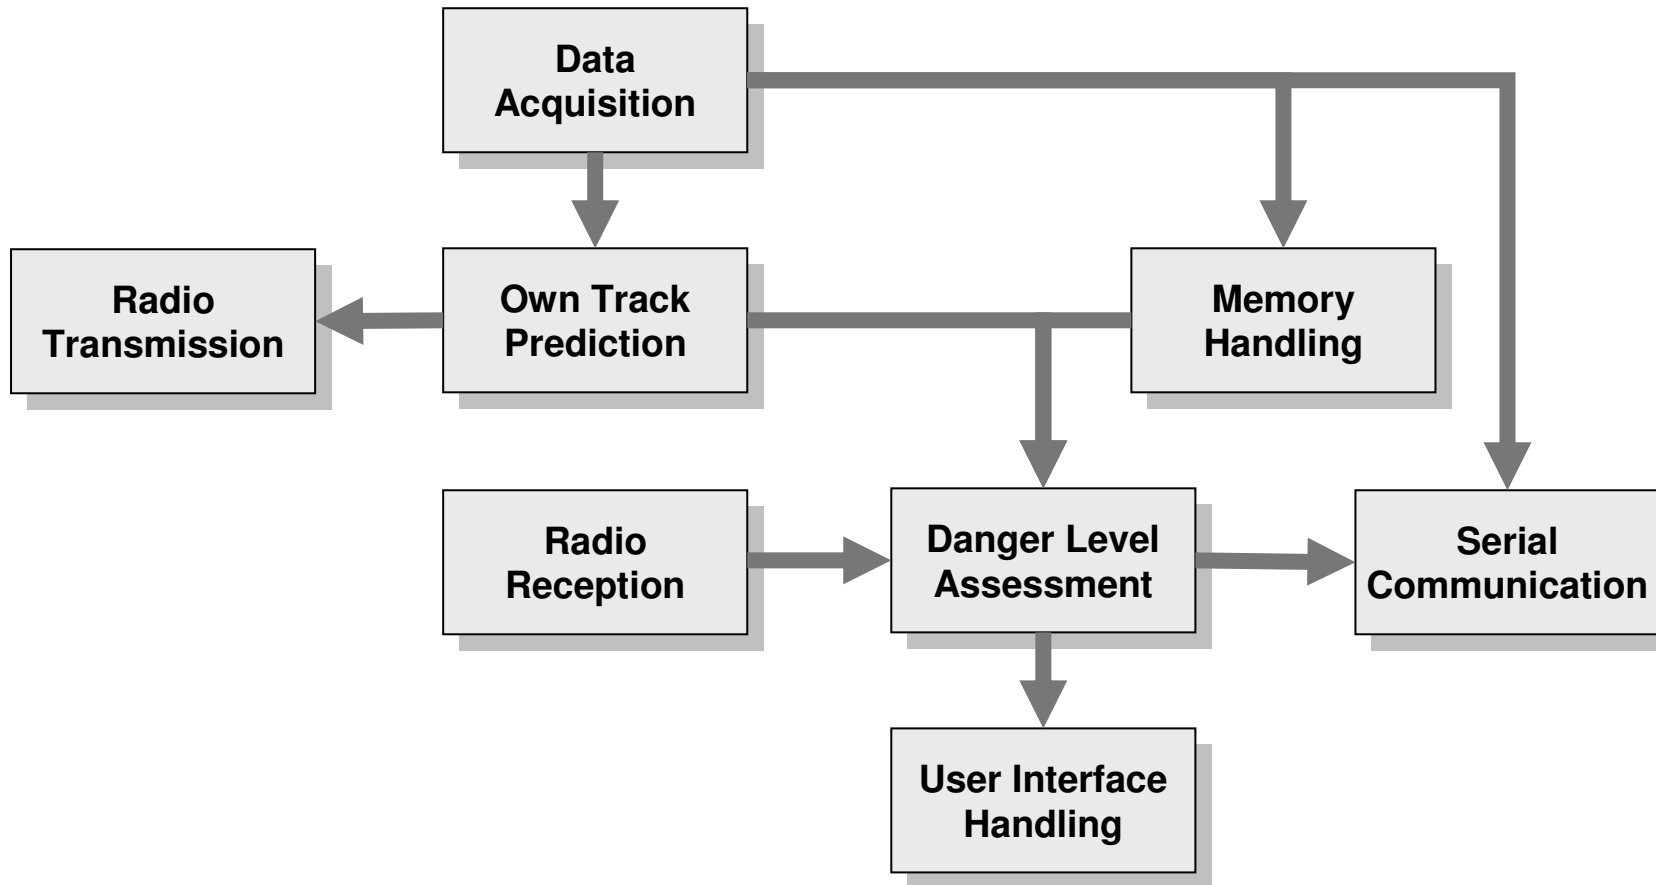 Data
Acquisition
Radio
Transmission
Own Track
Prediction
Memory
Handling
Radio
Reception
Danger Level
Assessment
Serial
Communication
User Interface
Handling